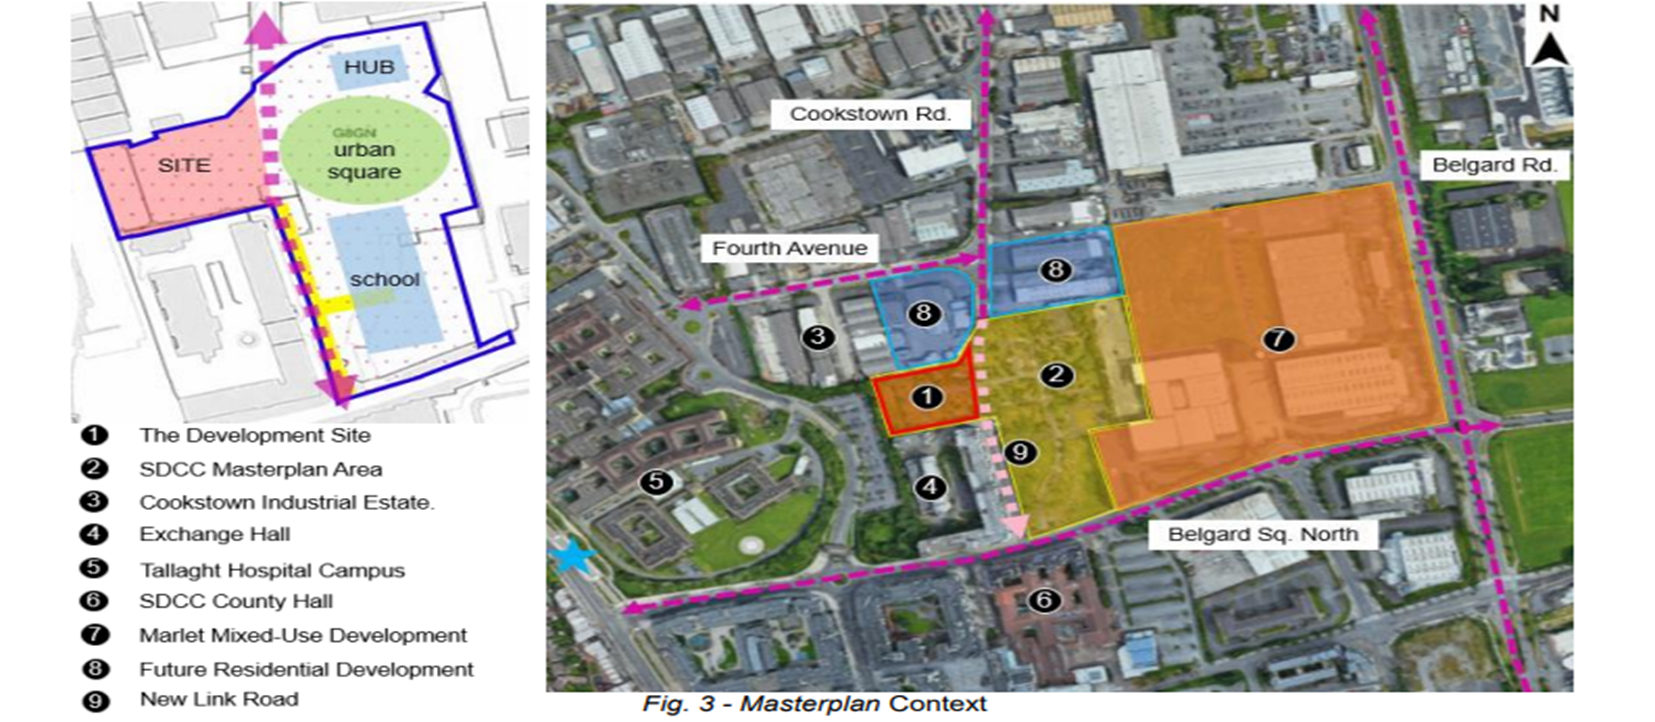 HUB
G8GN
urban
square
SITE
school
1 The Development Site
2 SDCC Masterplan Area
3 Cookstown Industrial Estate.
4 Exchange Hall
5 Tallaght Hospital Campus
6 SDCC County Hall
7 Marlet Mixed-Use Development
8 Future Residential Development
9 New Link Road
N
Cookstown Rd.
Belgard Rd.
Fourth Avenue
8
8
3
7
2
1
9
5
4
Belgard Sq. North
6
Fig. 3 - Masterplan Context